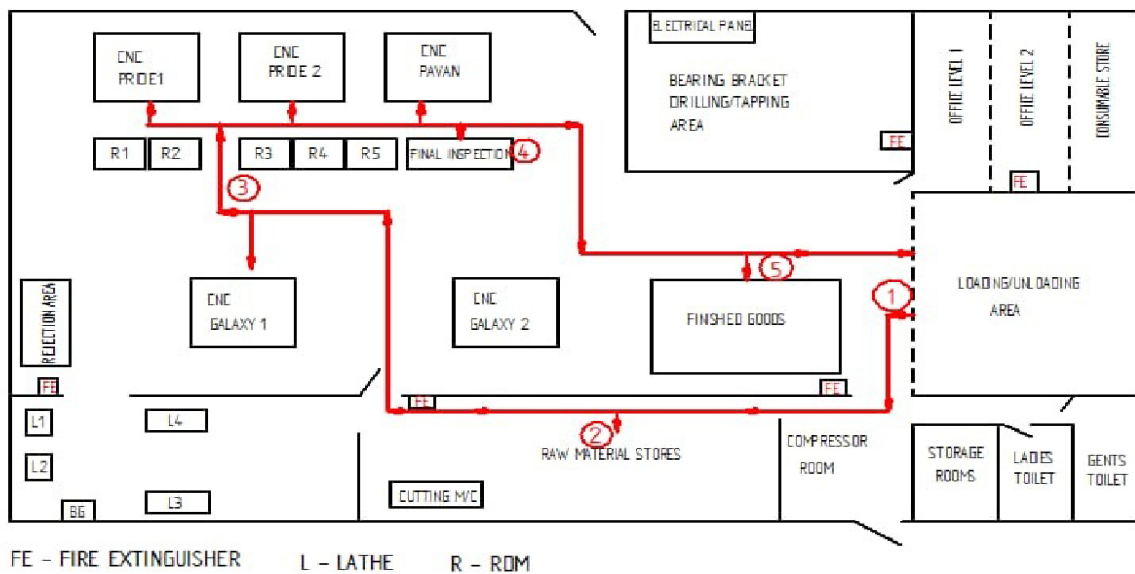 ELECTRICAL PANEL
CNC
PRIDE1
CNC
PRIDE 2
CNC
PAVAN
BEARING BRACKET
DRILLING/TAPPING
AREA
OFFICE LEVEL 1
OFFICE LEVEL 2
CONSUMABLE STORE
FE
R1
R2
R3
R4
R5
FINAL INSPECTION
4
3
FE
5
1
LOADING/UNLOADING
AREA
REJECTION AREA
CNC
GALAXY 1
CNC
GALAXY 2
FINISHED GOODS
FE
FE
FE
L1
L4
2
L2
RAW MATERIAL STORES
COMPRESSOR
ROOM
STORAGE
ROOMS
LADIES
TOILET
GENTS
TOILET
L3
CUTTING M/C
BG
FE - FIRE EXTINGUISHER
L - LATHE
R - RDM